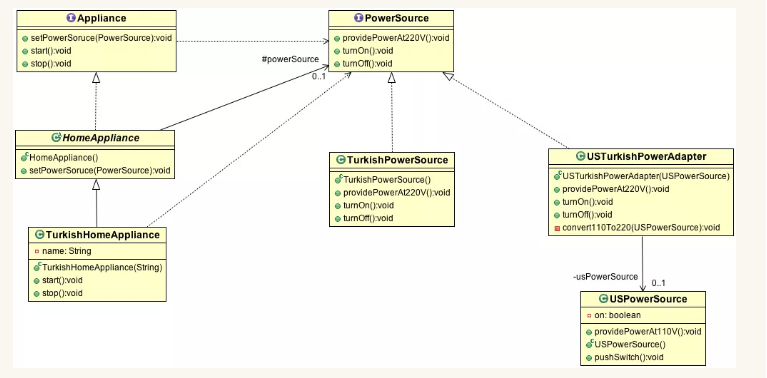 Appliance
setPowerSoruce(PowerSource):void
start():void
stop():void
PowerSource
providePowerAt220V():void
turnOn():void
turnOff():void
#powerSource
0..1
HomeAppliance
HomeAppliance()
setPowerSoruce(PowerSource):void
TurkishPowerSource
TurkishPowerSource()
providePowerAt220V():void
turnOn():void
turnOff():void
USTurkishPowerAdapter
USTurkishPowerAdapter(USPowerSource)
providePowerAt220V():void
turnOn():void
turnOff():void
convert110To220(USPowerSource):void
TurkishHomeAppliance
name: String
TurkishHomeAppliance(String)
start():void
stop():void
-usPowerSource
0..1
USPowerSource
on: boolean
providePowerAt110V():void
USPowerSource()
pushSwitch():void